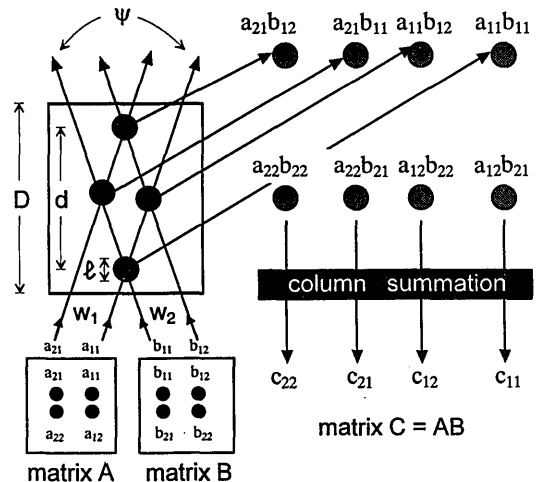 ψ
a21b12 a21b11 a11b12 a11b11
D
d
ℓ
a22b22 a22b21 a12b22 a12b21
column summation
w1 w2
a21 a11 b11 b12
a21 a11 b11 b12
a22 a12 b21 b22
matrix A matrix B
c22 c21 c12 c11
matrix C = AB